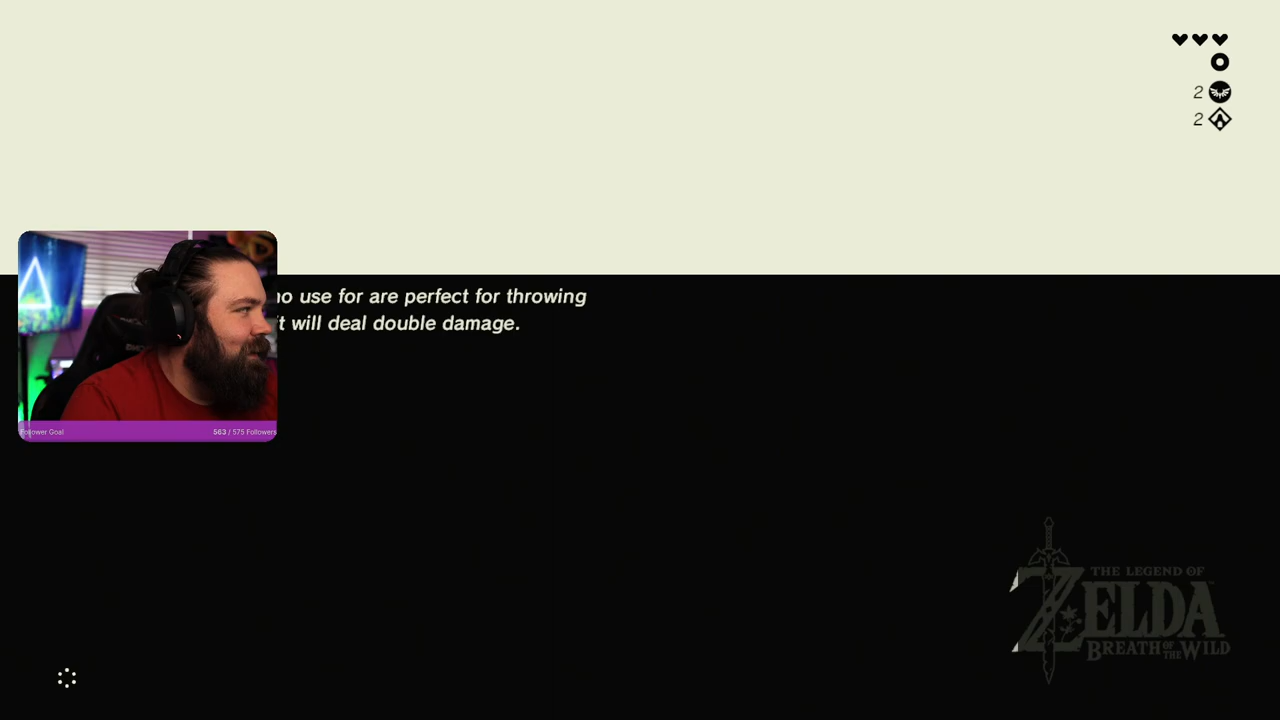 2
2
no use for are perfect for throwing
't will deal double damage.
Follower Goal 563 / 575 Followers
THE LEGEND OF
ZELDA
BREATH OF THE WILD